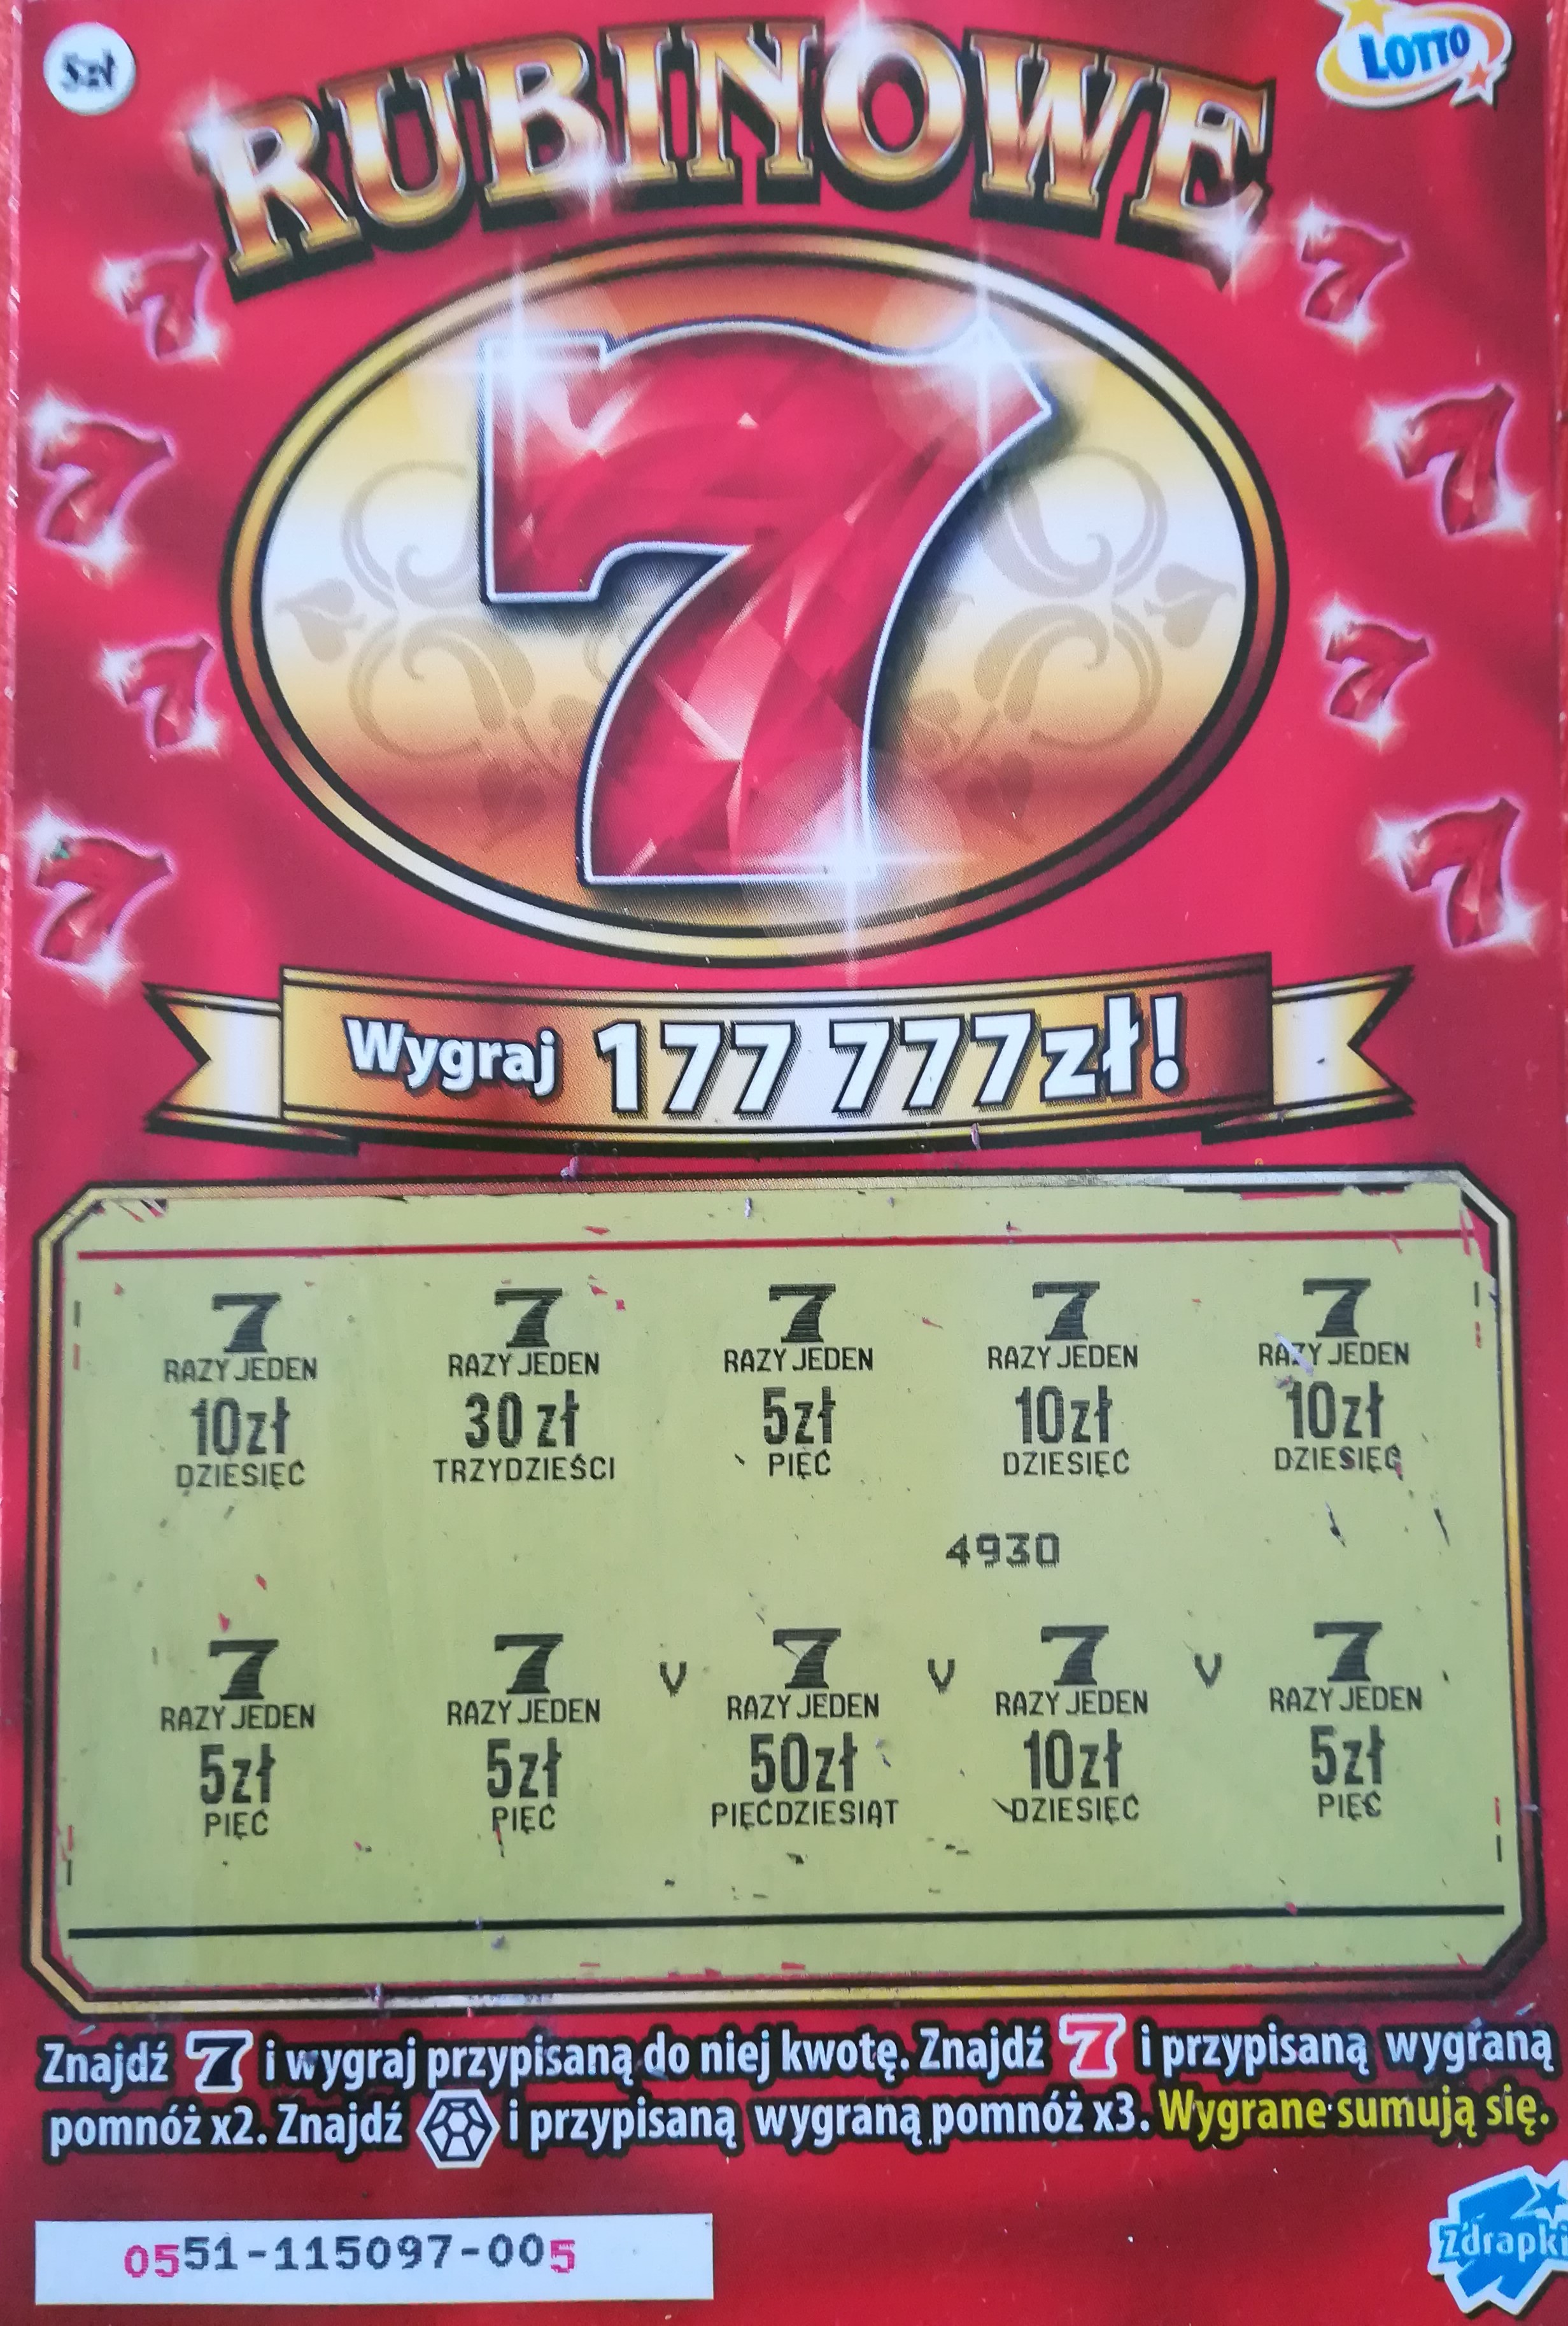 5zł
LOTTO
RUBINOWE
7
Wygraj 177 777zł!
7 7 7 7 7
RAZY JEDEN RAZY JEDEN RAZY JEDEN RAZY JEDEN RAZY JEDEN
10zł 30zł 5zł 10zł 10zł
DZIESIĘĆ TRZYDZIEŚCI PIĘĆ DZIESIĘĆ DZIESIĘĆ
4930
7 7 V 7 V 7 V 7
RAZY JEDEN RAZY JEDEN RAZY JEDEN RAZY JEDEN RAZY JEDEN
5zł 5zł 50zł 10zł 5zł
PIĘĆ PIĘĆ PIĘĆDZIESIĄT DZIESIĘĆ PIĘĆ
Znajdź 7 i wygraj przypisaną do niej kwotę. Znajdź 7 i przypisaną wygraną
pomnóż x2. Znajdź i przypisaną wygraną pomnóż x3. Wygrane sumują się.
0551-115097-005
Zdrapki